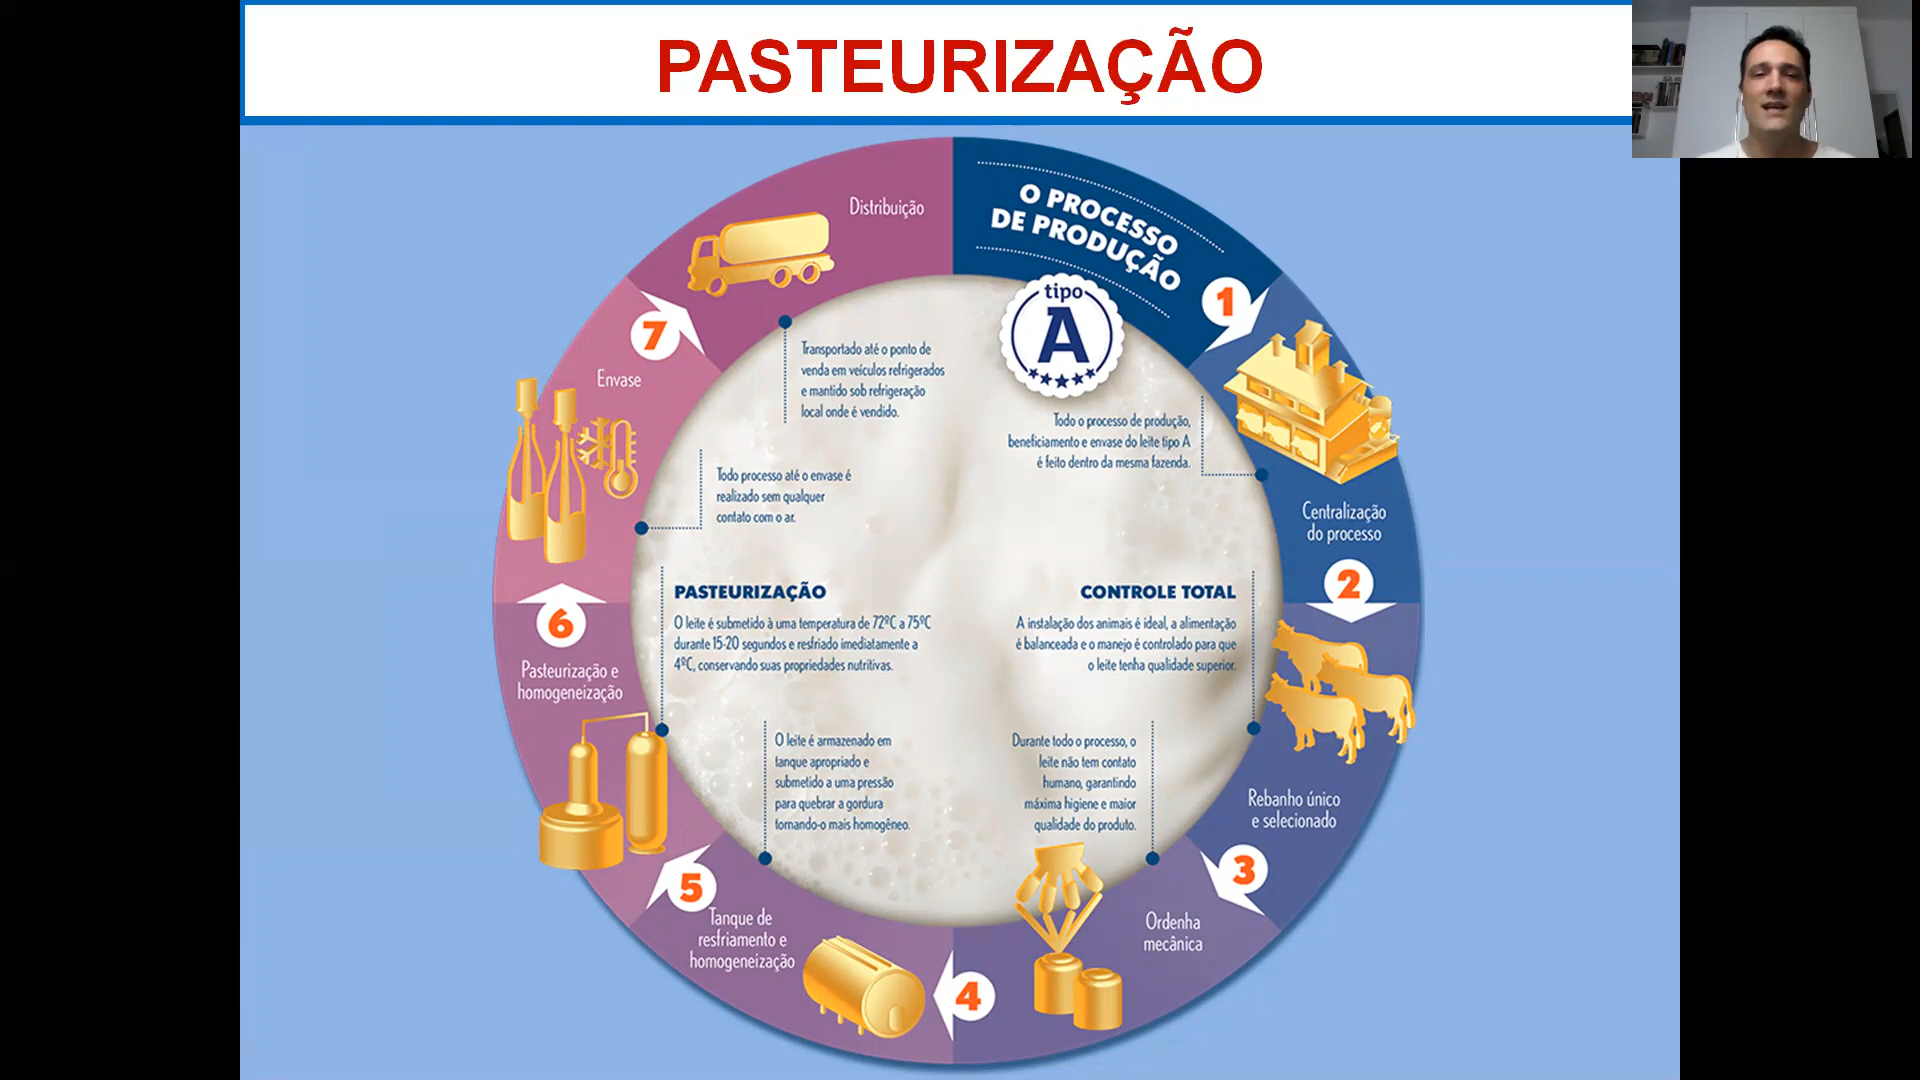 PASTEURIZAÇÃO
O PROCESSO
DE PRODUÇÃO
tipo
A
1
Todo o processo de produção,
beneficiamento e envase do leite tipo A
é feito dentro da mesma fazenda.
Centralização
do processo
2
CONTROLE TOTAL
A instalação dos animais é ideal, a alimentação
é balanceada e o manejo é controlado para que
o leite tenha qualidade superior.
Rebanho único
e selecionado
3
Durante todo o processo, o
leite não tem contato
humano, garantindo
máxima higiene e maior
qualidade do produto.
Ordenha
mecânica
4
O leite é armazenado em
tanque apropriado e
submetido a uma pressão
para quebrar a gordura
tornando-o mais homogêneo.
Tanque de
resfriamento e
homogeneização
5
PASTEURIZAÇÃO
O leite é submetido à uma temperatura de 72ºC a 75ºC
durante 15-20 segundos e resfriado imediatamente a
4ºC, conservando suas propriedades nutritivas.
Pasteurização e
homogeneização
6
Todo processo até o envase é
realizado sem qualquer
contato com o ar.
Envase
7
Transportado até o ponto de
venda em veículos refrigerados
e mantido sob refrigeração
local onde é vendido.
Distribuição